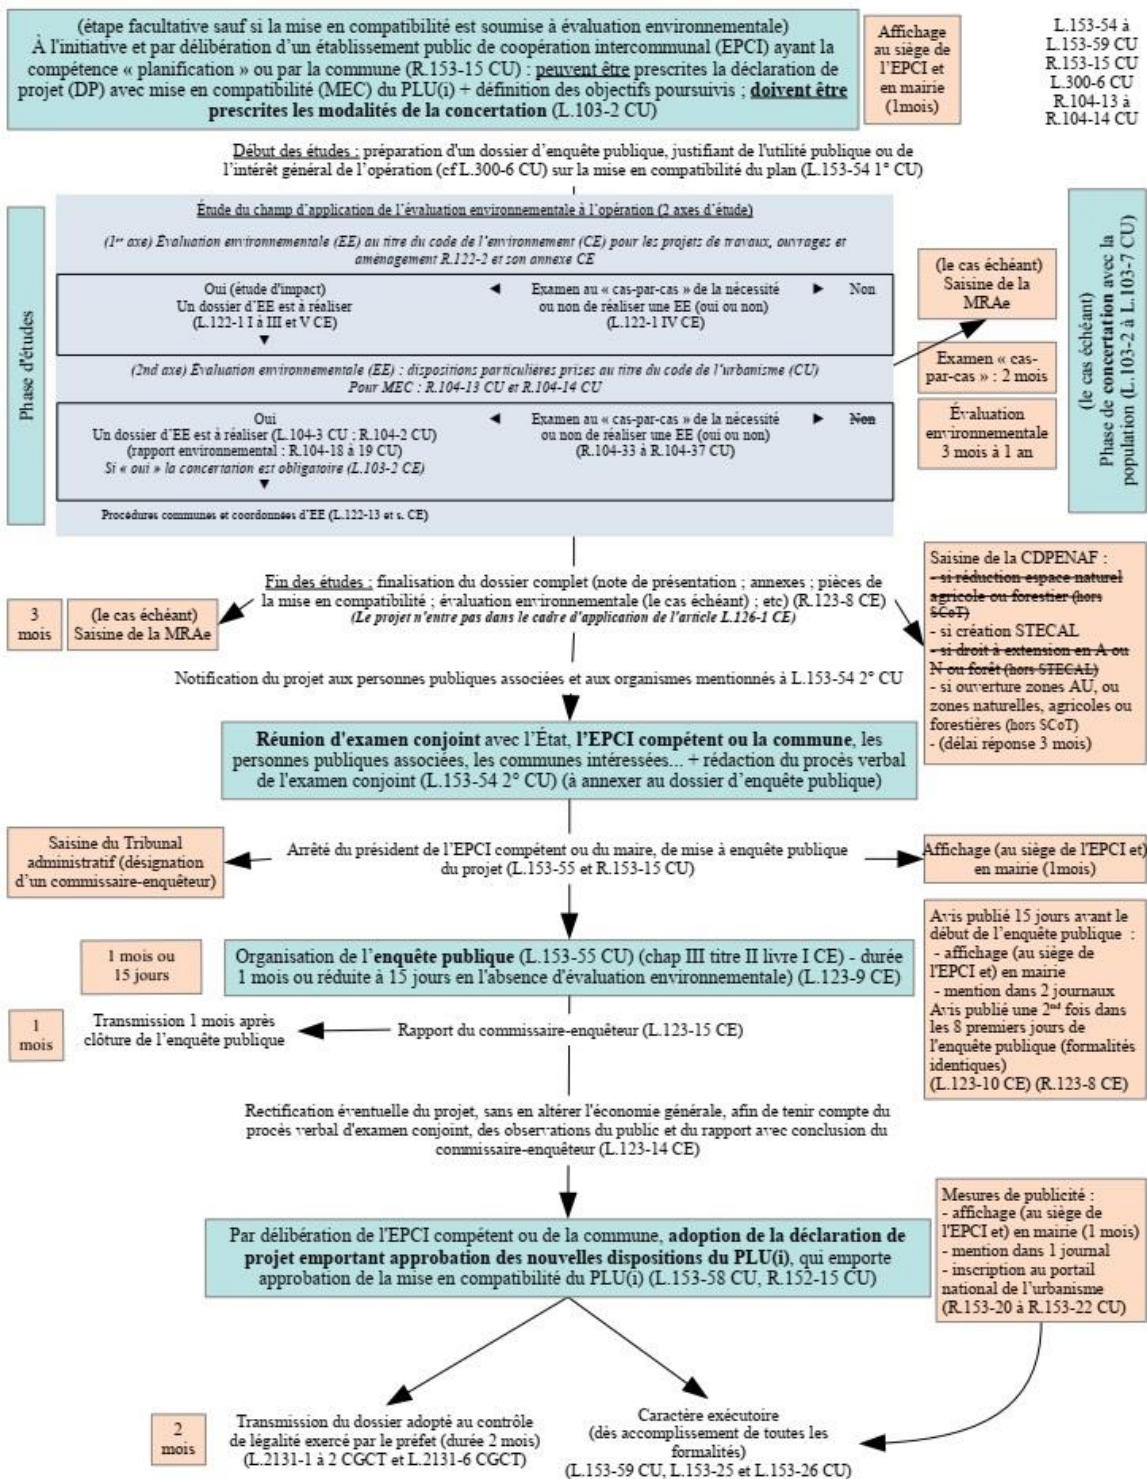 (étape facultative sauf si la mise en compatibilité est soumise à évaluation environnementale)
À l'initiative et par délibération d'un établissement public de coopération intercommunal (EPCI) ayant la
compétence « planification » ou par la commune (R.153-15 CU) : peuvent être prescrites la déclaration de
projet (DP) avec mise en compatibilité (MEC) du PLU(i) + définition des objectifs poursuivis ; doivent être
prescrites les modalités de la concertation (L.103-2 CU)
Affichage
au siège de
l'EPCI et
en mairie
(1mois)
L.153-54 à
L.153-59 CU
R.153-15 CU
L.300-6 CU
R.104-13 à
R.104-14 CU
Début des études : préparation d'un dossier d'enquête publique, justifiant de l'utilité publique ou de
l'intérêt général de l'opération (cf L.300-6 CU) sur la mise en compatibilité du plan (L.153-54 1° CU)
Phase d'études
Étude du champ d'application de l'évaluation environnementale à l'opération (2 axes d'étude)
(1er axe) Évaluation environnementale (EE) au titre du code de l'environnement (CE) pour les projets de travaux, ouvrages et
aménagement R.122-2 et son annexe CE
Oui (étude d'impact)
Un dossier d'EE est à réaliser
(L.122-1 I à III et V CE)
▼
◄ Examen au « cas-par-cas » de la nécessité ► Non
ou non de réaliser une EE (oui ou non)
(L.122-1 IV CE)
(2nd axe) Évaluation environnementale (EE) : dispositions particulières prises au titre du code de l'urbanisme (CU)
Pour MEC : R.104-13 CU et R.104-14 CU
Oui
Un dossier d'EE est à réaliser (L.104-3 CU ; R.104-2 CU)
(rapport environnemental : R.104-18 à 19 CU)
Si « oui » la concertation est obligatoire (L.103-2 CE)
▼
◄ Examen au « cas-par-cas » de la nécessité ► Non
ou non de réaliser une EE (oui ou non)
(R.104-33 à R.104-37 CU)
Procédures communes et coordonnées d'EE (L.122-13 et s. CE)
(le cas échéant)
Saisine de la
MRAe
Examen « cas-
par-cas » : 2 mois
Évaluation
environnementale
3 mois à 1 an
(le cas échéant)
Phase de concertation avec la
population (L.103-2 à L.103-7 CU)
Fin des études : finalisation du dossier complet (note de présentation ; annexes ; pièces de
la mise en compatibilité ; évaluation environnementale (le cas échéant) ; etc) (R.123-8 CE)
(Le projet n'entre pas dans le cadre d'application de l'article L.126-1 CE)
3
mois
(le cas échéant)
Saisine de la MRAe
Saisine de la CDPENAF :
- si réduction espace naturel
agricole ou forestier (hors
SCoT)
- si création STECAL
- si droit à extension en A ou
N ou forêt (hors STECAL)
- si ouverture zones AU, ou
zones naturelles, agricoles ou
forestières (hors SCoT)
- (délai réponse 3 mois)
Notification du projet aux personnes publiques associées et aux organismes mentionnés à L.153-54 2° CU
Réunion d'examen conjoint avec l'État, l'EPCI compétent ou la commune, les
personnes publiques associées, les communes intéressées... + rédaction du procès verbal
de l'examen conjoint (L.153-54 2° CU) (à annexer au dossier d'enquête publique)
Saisine du Tribunal
administratif (désignation
d'un commissaire-enquêteur)
Arrêté du président de l'EPCI compétent ou du maire, de mise à enquête publique
du projet (L.153-55 et R.153-15 CU)
Affichage (au siège de l'EPCI et)
en mairie (1mois)
1 mois ou
15 jours
Organisation de l'enquête publique (L.153-55 CU) (chap III titre II livre I CE) - durée
1 mois ou réduite à 15 jours en l'absence d'évaluation environnementale) (L.123-9 CE)
Avis publié 15 jours avant le
début de l'enquête publique :
- affichage (au siège de
l'EPCI et) en mairie
- mention dans 2 journaux
Avis publié une 2nd fois dans
les 8 premiers jours de
l'enquête publique (formalités
identiques)
(L.123-10 CE) (R.123-8 CE)
1
mois
Transmission 1 mois après
clôture de l'enquête publique
Rapport du commissaire-enquêteur (L.123-15 CE)
Rectification éventuelle du projet, sans en altérer l'économie générale, afin de tenir compte du
procès verbal d'examen conjoint, des observations du public et du rapport avec conclusion du
commissaire-enquêteur (L.123-14 CE)
Par délibération de l'EPCI compétent ou de la commune, adoption de la déclaration de
projet emportant approbation des nouvelles dispositions du PLU(i), qui emporte
approbation de la mise en compatibilité du PLU(i) (L.153-58 CU, R.152-15 CU)
Mesures de publicité :
- affichage (au siège de
l'EPCI et) en mairie (1 mois)
- mention dans 1 journal
- inscription au portail
national de l'urbanisme
(R.153-20 à R.153-22 CU)
2
mois
Transmission du dossier adopté au contrôle
de légalité exercé par le préfet (durée 2 mois)
(L.2131-1 à 2 CGCT et L.2131-6 CGCT)
Caractère exécutoire
(dès accomplissement de toutes les
formalités)
(L.153-59 CU, L.153-25 et L.153-26 CU)